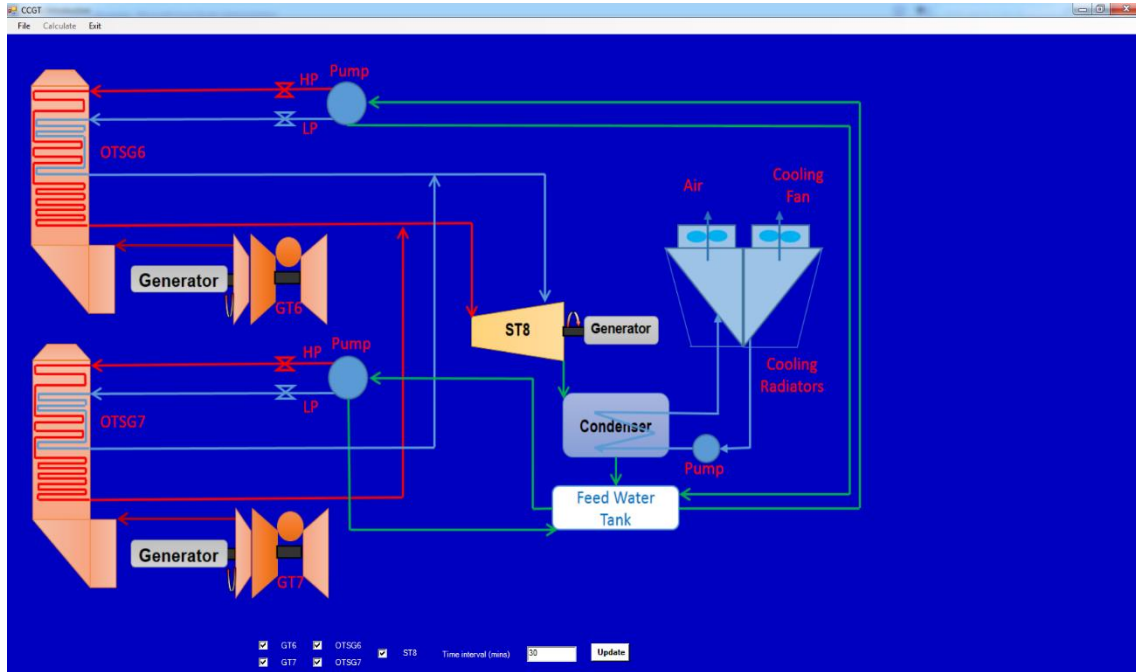 CCGT
File Calculate Exit
Pump
HP
LP
OTSG6
Generator
GT6
Air
Cooling
Fan
ST8
Generator
Cooling
Radiators
Pump
HP
LP
OTSG7
Condenser
Pump
Feed Water
Tank
Generator
GT7
GT6 OTSG6
ST8 Time interval (mins) 30 Update
GT7 OTSG7